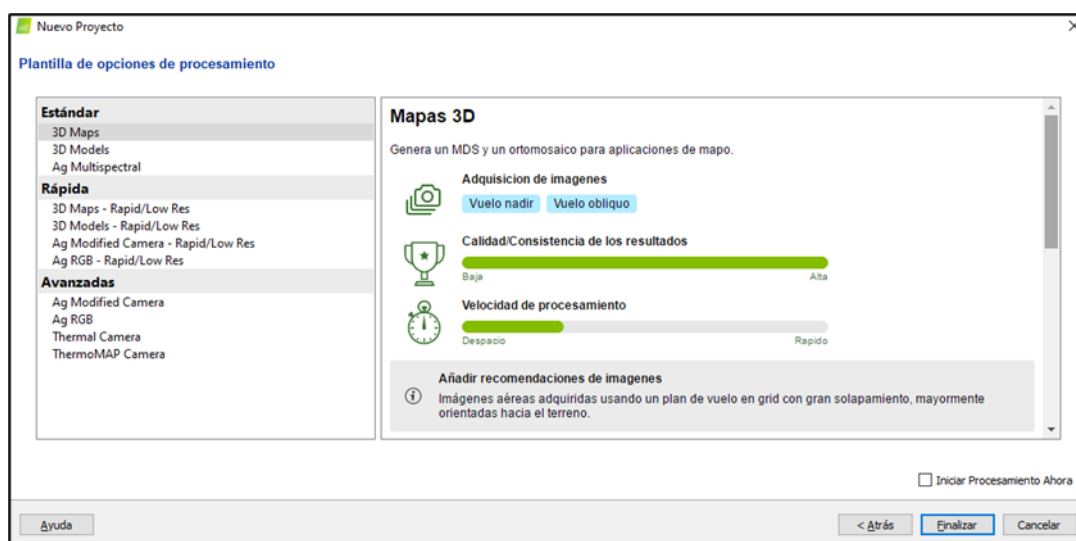 Nuevo Proyecto
Plantilla de opciones de procesamiento
Estándar
3D Maps
3D Models
Ag Multispectral
Rápida
3D Maps - Rapid/Low Res
3D Models - Rapid/Low Res
Ag Modified Camera - Rapid/Low Res
Ag RGB - Rapid/Low Res
Avanzadas
Ag Modified Camera
Ag RGB
Thermal Camera
ThermoMAP Camera
Mapas 3D
Genera un MDS y un ortomosaico para aplicaciones de mapo.
Adquisicion de imagenes
Vuelo nadir Vuelo obliquo
Calidad/Consistencia de los resultados
Baja Alta
Velocidad de procesamiento
Despacio Rapido
Añadir recomendaciones de imagenes
Imágenes aéreas adquiridas usando un plan de vuelo en grid con gran solapamiento, mayormente
orientadas hacia el terreno.
Iniciar Procesamiento Ahora
Ayuda < Atrás Finalizar Cancelar